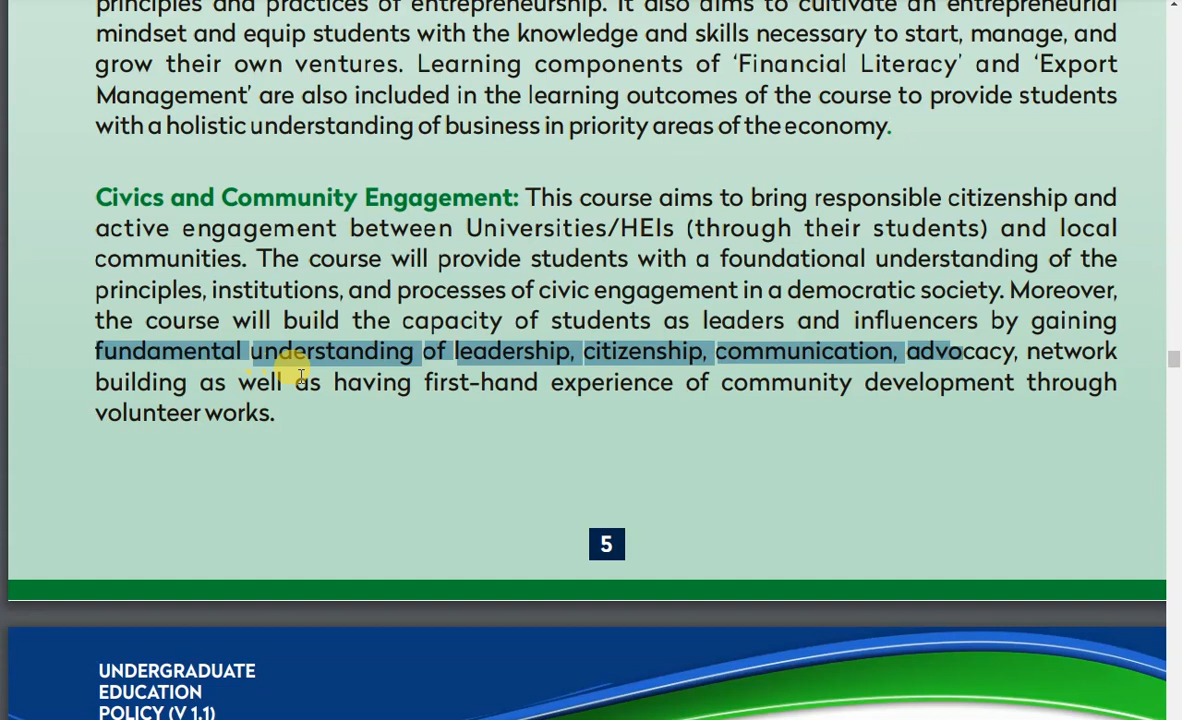 principles and practices of entrepreneurship. It also aims to cultivate an entrepreneurial
mindset and equip students with the knowledge and skills necessary to start, manage, and
grow their own ventures. Learning components of ‘Financial Literacy’ and ‘Export
Management’ are also included in the learning outcomes of the course to provide students
with a holistic understanding of business in priority areas of the economy.
Civics and Community Engagement: This course aims to bring responsible citizenship and
active engagement between Universities/HEIs (through their students) and local
communities. The course will provide students with a foundational understanding of the
principles, institutions, and processes of civic engagement in a democratic society. Moreover,
the course will build the capacity of students as leaders and influencers by gaining
fundamental understanding of leadership, citizenship, communication, advocacy, network
building as well as having first-hand experience of community development through
volunteer works.
5
UNDERGRADUATE
EDUCATION
POLICY (V 1.1)